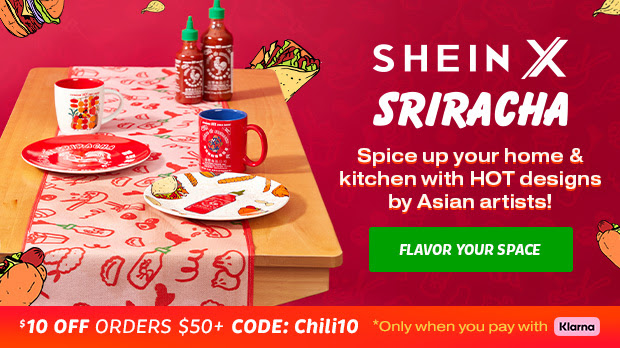 SHEIN X
SRIRACHA
Spice up your home &
kitchen with HOT designs
by Asian artists!
FLAVOR YOUR SPACE
$10 OFF ORDERS $50+ CODE: Chili10 *Only when you pay with Klarna